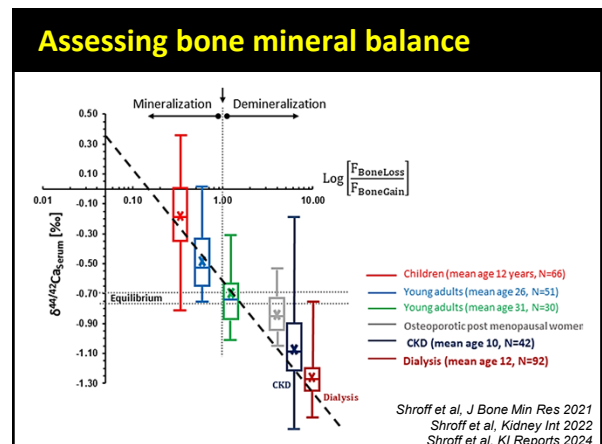 Assessing bone mineral balance
Mineralization
Demineralization
0.50
0.30
0.10
-0.10
-0.30
-0.50
-0.70
-0.90
-1.10
-1.30
0.01
0.10
1.00
10.00
Log [F_BoneLoss / F_BoneGain]
δ44/42Ca_serum [‰]
Equilibrium
CKD
Dialysis
Children (mean age 12 years, N=66)
Young adults (mean age 26, N=51)
Young adults (mean age 31, N=30)
Osteoporotic post menopausal women
CKD (mean age 10, N=42)
Dialysis (mean age 12, N=92)
Shroff et al, J Bone Min Res 2021
Shroff et al, Kidney Int 2022
Shroff et al, KI Reports 2024